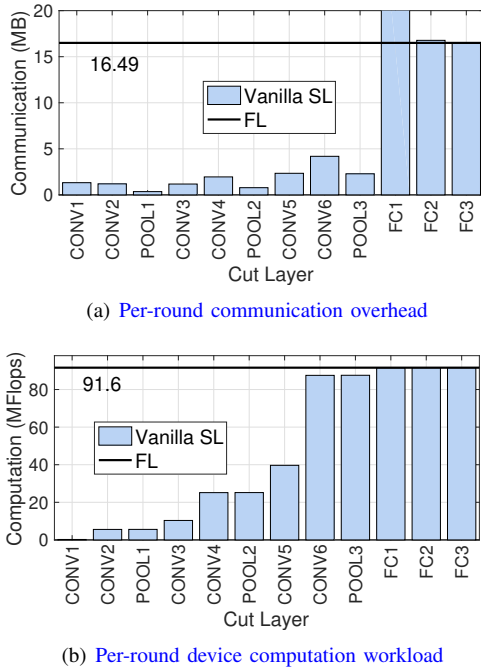 20
15
10
5
0
Communication (MB)
16.49
Vanilla SL
FL
CONV1
CONV2
POOL1
CONV3
CONV4
POOL2
CONV5
CONV6
POOL3
FC1
FC2
FC3
Cut Layer
(a) Per-round communication overhead
80
60
40
20
0
Computation (MFlops)
91.6
Vanilla SL
FL
CONV1
CONV2
POOL1
CONV3
CONV4
POOL2
CONV5
CONV6
POOL3
FC1
FC2
FC3
Cut Layer
(b) Per-round device computation workload